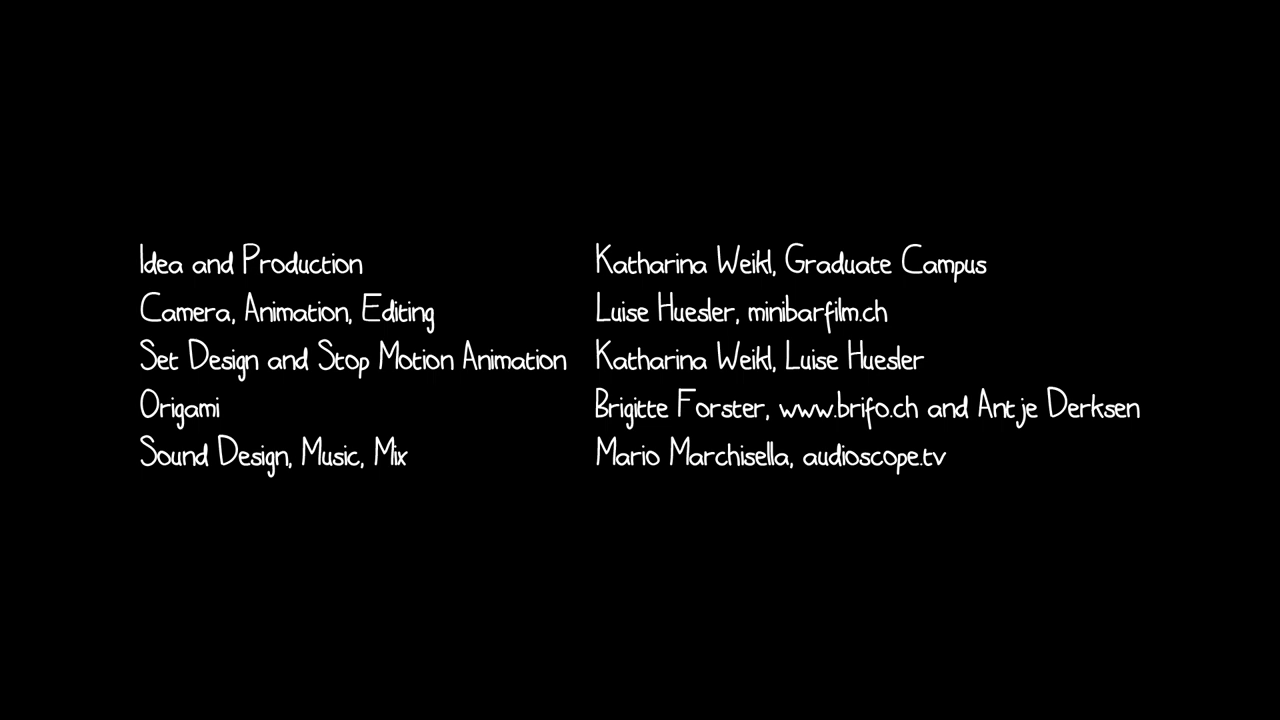 Idea and Production Katharina Weikl, Graduate Campus
Camera, Animation, Editing Luise Huesler, minibarfilm.ch
Set Design and Stop Motion Animation Katharina Weikl, Luise Huesler
Origami Brigitte Forster, www.brifo.ch and Antje Derksen
Sound Design, Music, Mix Mario Marchisella, audioscope.tv